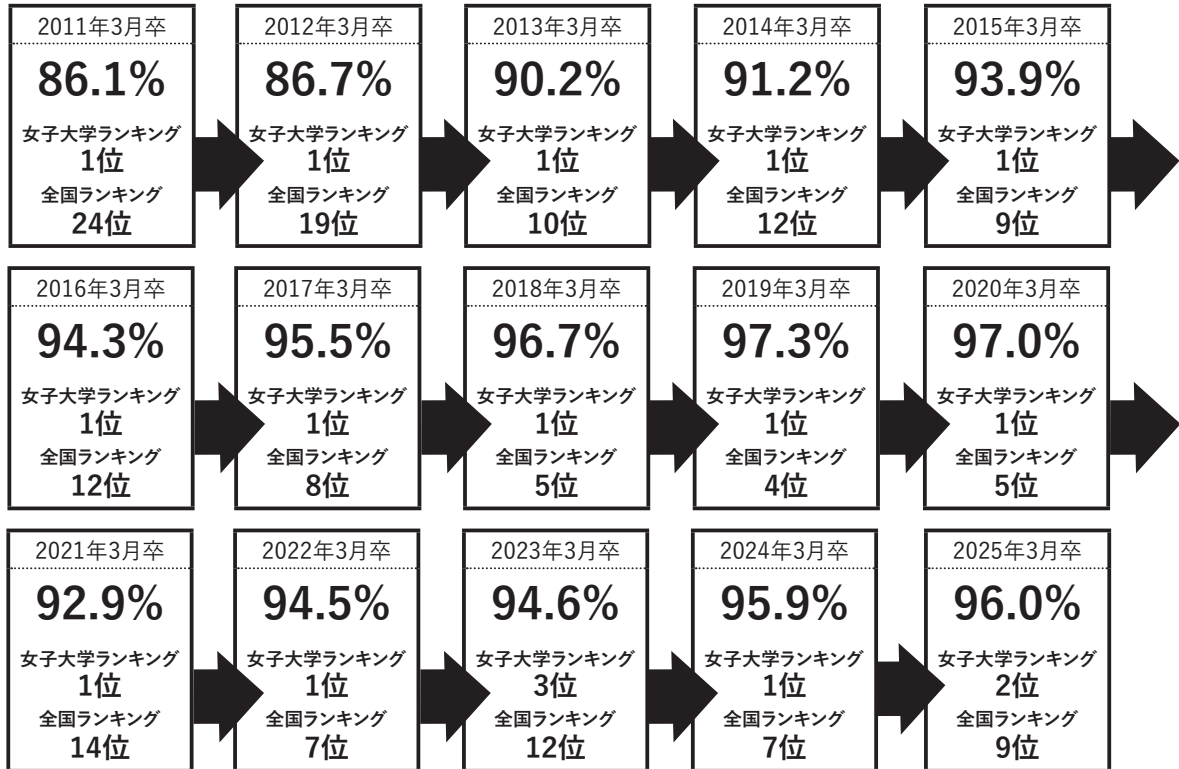 2011年3月卒
86.1%
女子大学ランキング
1位
全国ランキング
24位
2012年3月卒
86.7%
女子大学ランキング
1位
全国ランキング
19位
2013年3月卒
90.2%
女子大学ランキング
1位
全国ランキング
10位
2014年3月卒
91.2%
女子大学ランキング
1位
全国ランキング
12位
2015年3月卒
93.9%
女子大学ランキング
1位
全国ランキング
9位
2016年3月卒
94.3%
女子大学ランキング
1位
全国ランキング
12位
2017年3月卒
95.5%
女子大学ランキング
1位
全国ランキング
8位
2018年3月卒
96.7%
女子大学ランキング
1位
全国ランキング
5位
2019年3月卒
97.3%
女子大学ランキング
1位
全国ランキング
4位
2020年3月卒
97.0%
女子大学ランキング
1位
全国ランキング
5位
2021年3月卒
92.9%
女子大学ランキング
1位
全国ランキング
14位
2022年3月卒
94.5%
女子大学ランキング
1位
全国ランキング
7位
2023年3月卒
94.6%
女子大学ランキング
3位
全国ランキング
12位
2024年3月卒
95.9%
女子大学ランキング
1位
全国ランキング
7位
2025年3月卒
96.0%
女子大学ランキング
2位
全国ランキング
9位